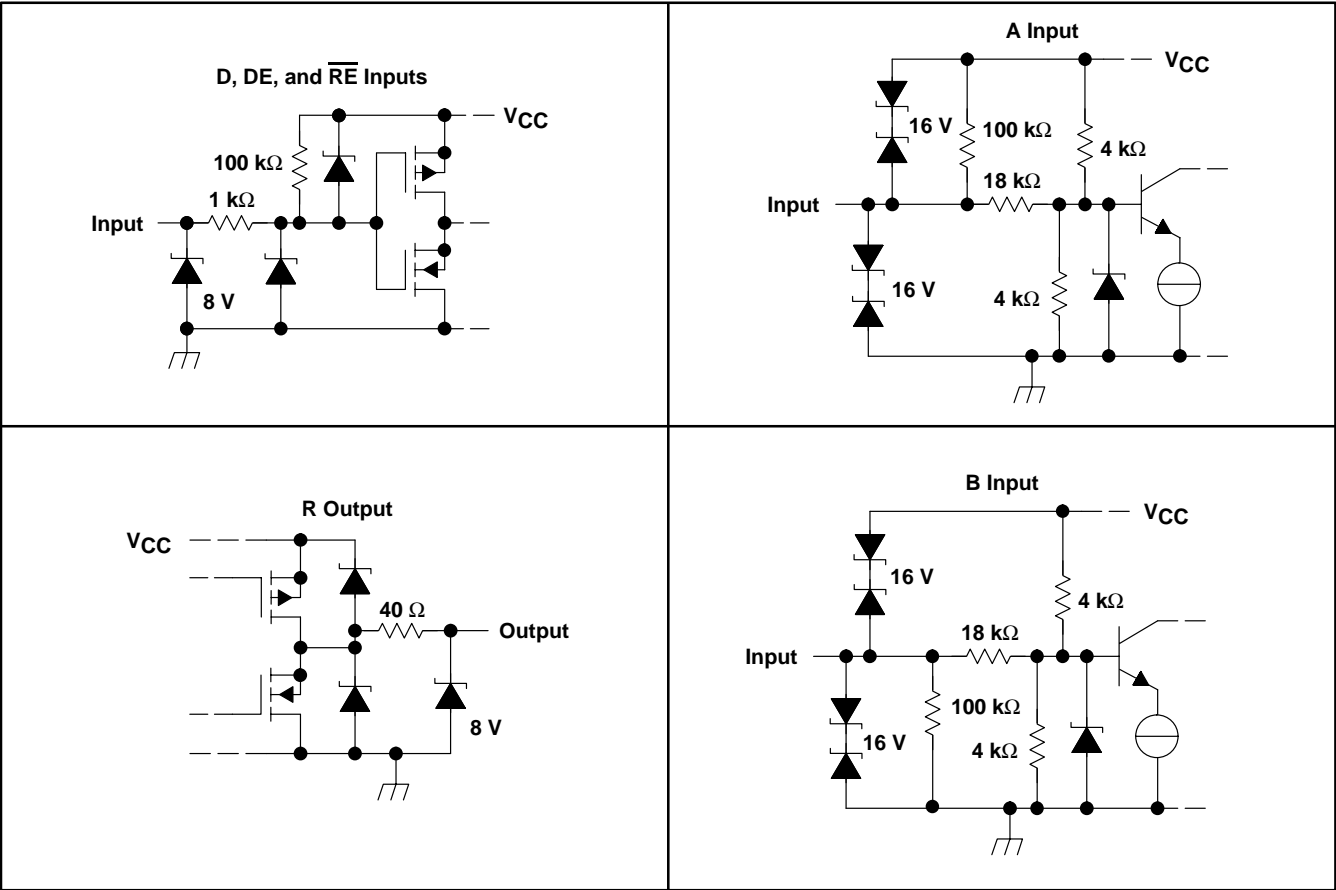 D, DE, and R̅E̅ Inputs
VCC
100 kΩ
1 kΩ
Input
8 V
A Input
VCC
16 V
100 kΩ
4 kΩ
18 kΩ
Input
16 V
4 kΩ
R Output
VCC
40 Ω
Output
8 V
B Input
VCC
16 V
4 kΩ
18 kΩ
Input
100 kΩ
16 V
4 kΩ